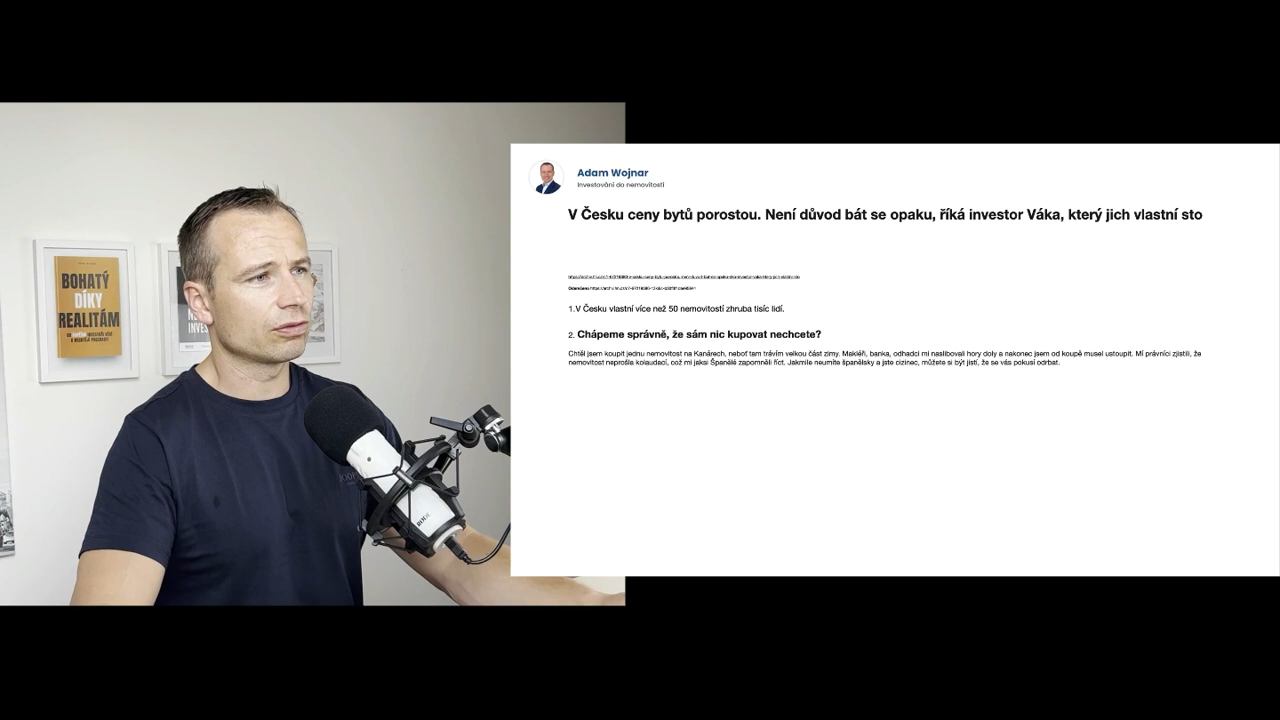 BOHATÝ
DÍKY
REALITÁM
NE
INVES
Adam Wojnar
Investování do nemovitostí
V Česku ceny bytů porostou. Není důvod bát se opaku, říká investor Váka, který jich vlastní sto
Odemčeno:
1.V Česku vlastní více než 50 nemovitostí zhruba tisíc lidí.
2. Chápeme správně, že sám nic kupovat nechcete?
Chtěl jsem koupit jednu nemovitost na Kanárech, neboť tam trávím velkou část zimy. Makléři, banka, odhadci mi naslibovali hory doly a nakonec jsem od koupě musel ustoupit. Mí právníci zjistili, že
nemovitost neprošla kolaudací, což mi jaksi Španělé zapomněli říct. Jakmile neumíte španělsky a jste cizinec, můžete si být jistí, že se vás pokusí odrbat.